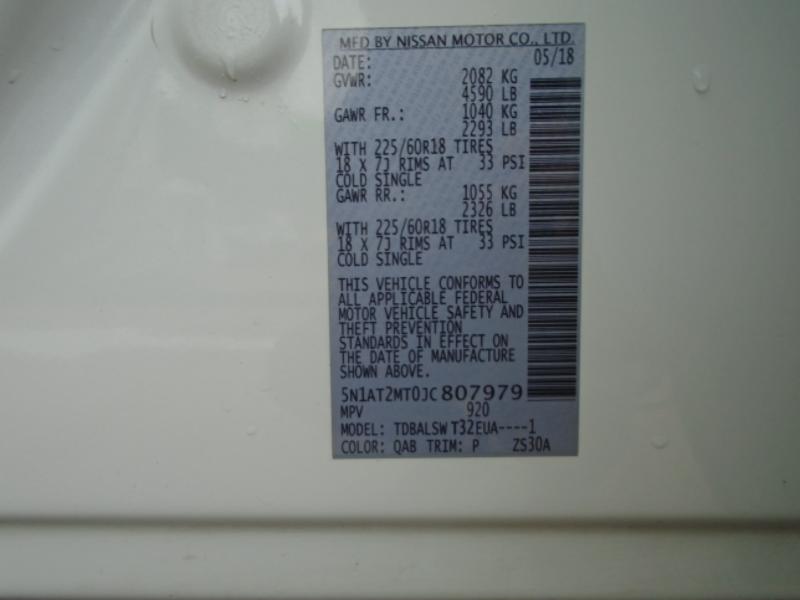 MFD BY NISSAN MOTOR CO., LTD.
DATE: 05/18
GVWR: 2082 KG
4590 LB
GAWR FR.: 1040 KG
2293 LB
WITH 225/60R18 TIRES
18 X 7J RIMS AT 33 PSI
COLD SINGLE
GAWR RR.: 1055 KG
2326 LB
WITH 225/60R18 TIRES
18 X 7J RIMS AT 33 PSI
COLD SINGLE
THIS VEHICLE CONFORMS TO
ALL APPLICABLE FEDERAL
MOTOR VEHICLE SAFETY AND
THEFT PREVENTION
STANDARDS IN EFFECT ON
THE DATE OF MANUFACTURE
SHOWN ABOVE.
5N1AT2MT0JC807979
MPV 920
MODEL: TDBALSW T32EUA----1
COLOR: QAB TRIM: P ZS30A